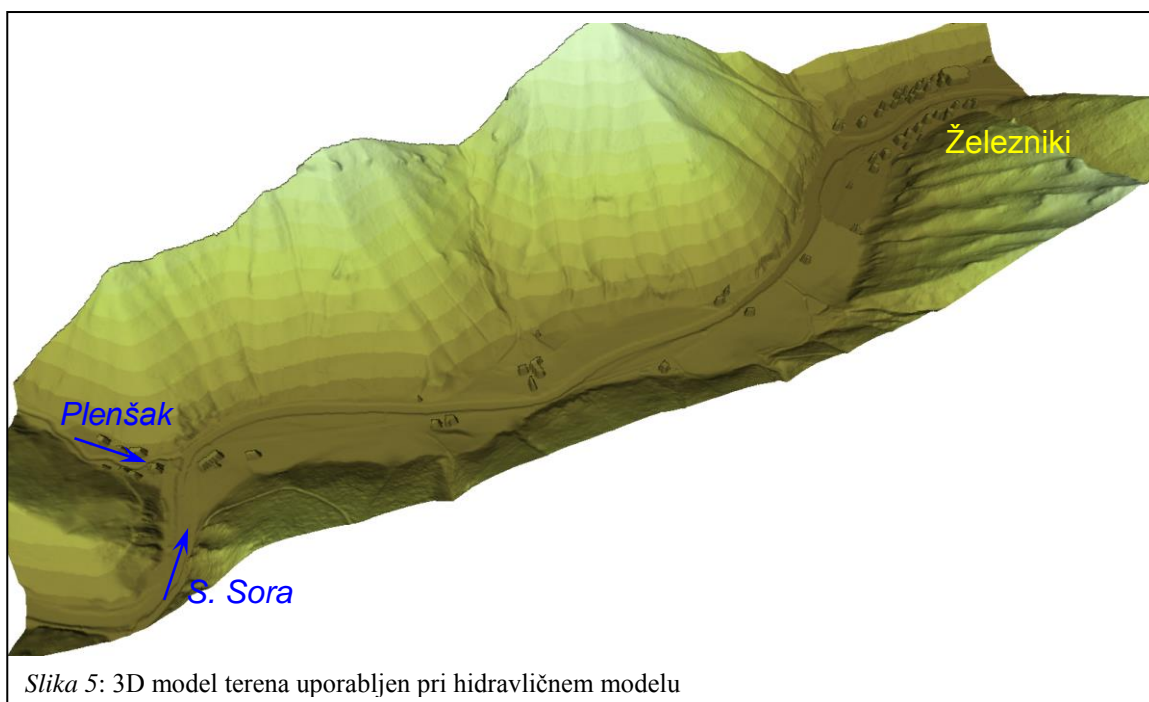 Železniki
Plenšak
S. Sora
Slika 5: 3D model terena uporabljen pri hidravličnem modelu